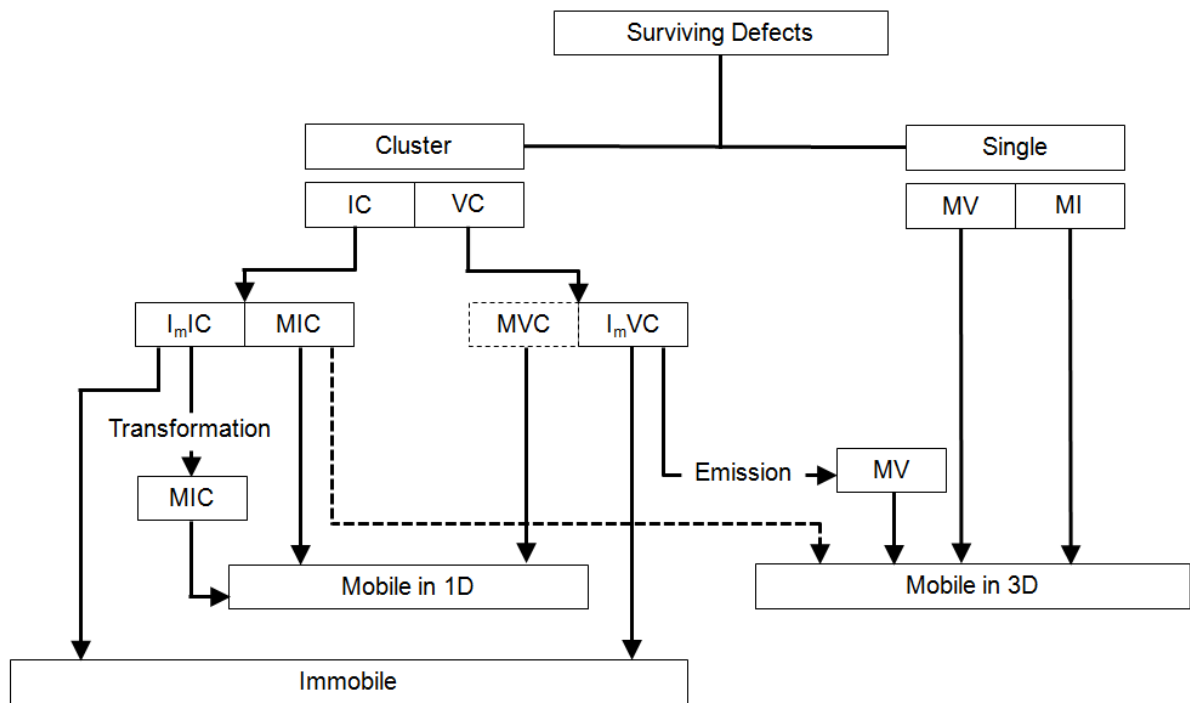 Surviving Defects
Cluster
Single
IC
VC
MV
MI
IₘIC
MIC
MVC
IₘVC
Transformation
Emission
MV
MIC
Mobile in 1D
Mobile in 3D
Immobile